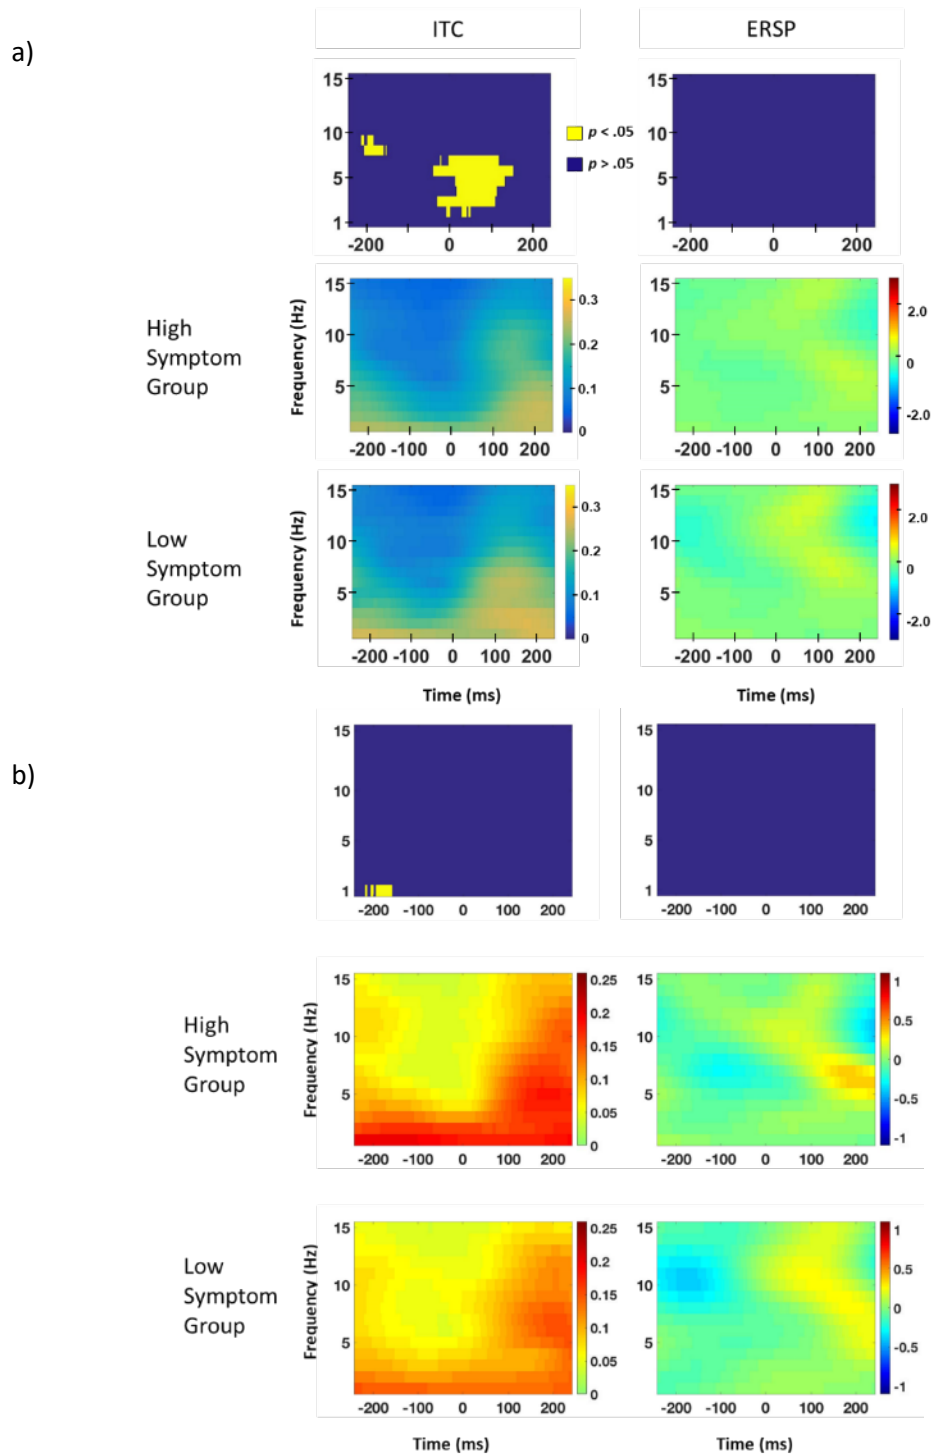 ITC ERSP
a)
15 15
10 p < .05 10
p > .05
5 5
1 1
-200 0 200 -200 0 200
High
Symptom
Group
Frequency (Hz)
15 0.3 15 2.0
10 0.2 10 0
5 0.1 5 -2.0
0
-200 -100 0 100 200 -200 -100 0 100 200
Low
Symptom
Group
Frequency (Hz)
15 0.3 15 2.0
10 0.2 10 0
5 0.1 5 -2.0
0
-200 -100 0 100 200 -200 -100 0 100 200
Time (ms) Time (ms)
b)
15 15
10 10
5 5
1 1
-200 -100 0 100 200 -200 -100 0 100 200
High
Symptom
Group
Frequency (Hz)
15 0.25 15 1
0.2 0.5
10 0.15 10 0
0.1
5 0.05 5 -0.5
0 -1
-200 -100 0 100 200 -200 -100 0 100 200
Low
Symptom
Group
Frequency (Hz)
15 0.25 15 1
0.2 0.5
10 0.15 10 0
0.1
5 0.05 5 -0.5
0 -1
-200 -100 0 100 200 -200 -100 0 100 200
Time (ms) Time (ms)